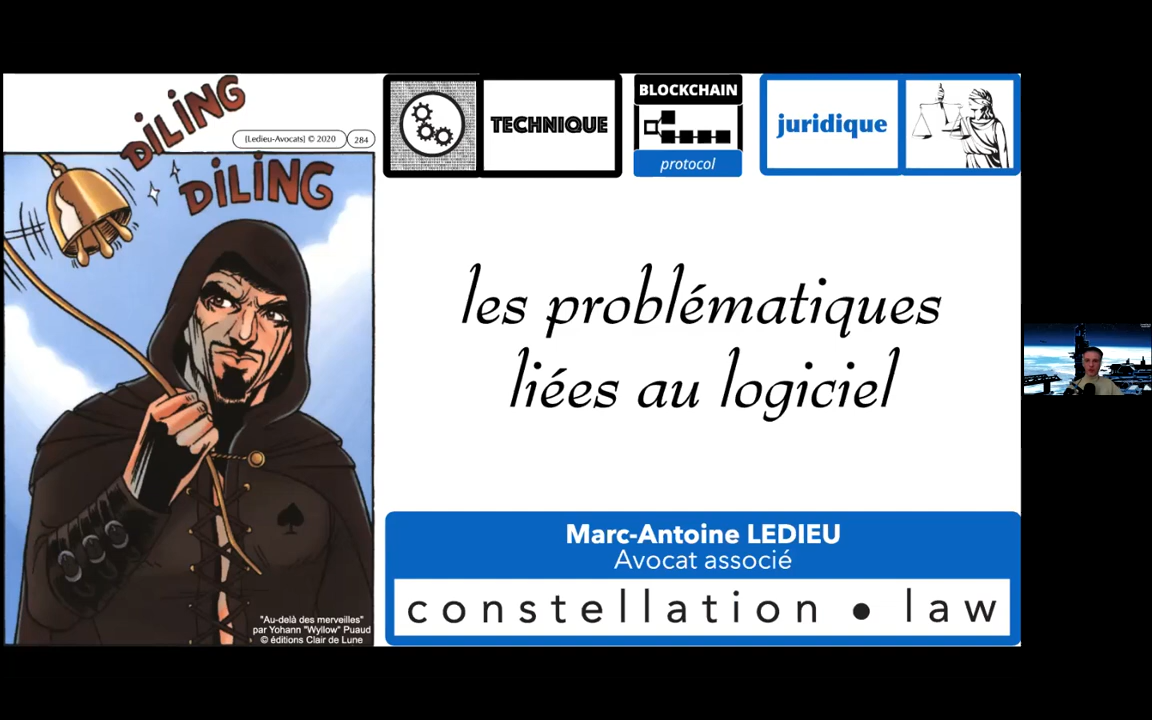 DILING
DILING
(Ledieu-Avocats) © 2020
284
TECHNIQUE
BLOCKCHAIN
protocol
juridique
les problématiques
liées au logiciel
Marc-Antoine LEDIEU
Avocat associé
constellation • law
"Au-delà des merveilles"
par Yohann "Wyllow" Puaud
© éditions Clair de Lune